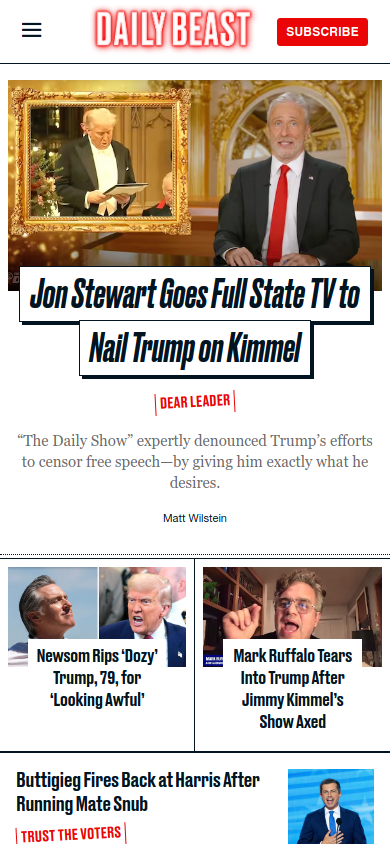 DAILY BEAST
SUBSCRIBE
Jon Stewart Goes Full State TV to
Nail Trump on Kimmel
DEAR LEADER
“The Daily Show” expertly denounced Trump’s efforts
to censor free speech—by giving him exactly what he
desires.
Matt Wilstein
Newsom Rips ‘Dozy’
Trump, 79, for
‘Looking Awful’
Mark Ruffalo Tears
Into Trump After
Jimmy Kimmel’s
Show Axed
Buttigieg Fires Back at Harris After
Running Mate Snub
TRUST THE VOTERS